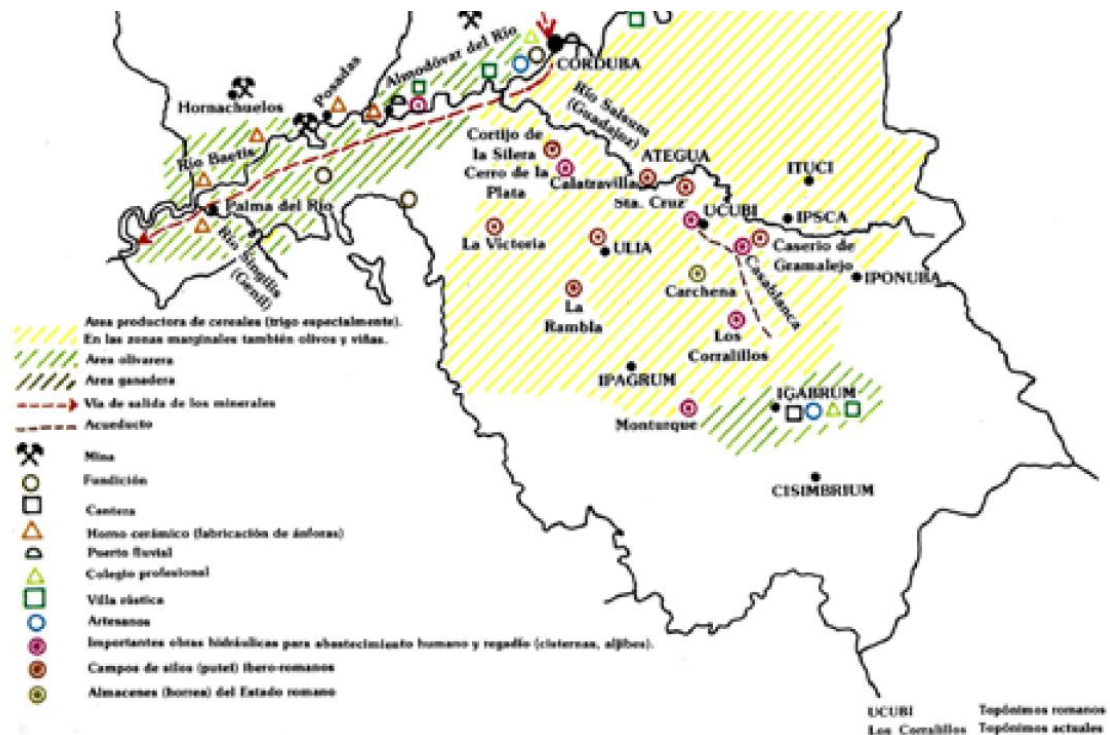 CORDUBA
Almodóvar del Río
Posadas
Hornachuelos
Río Salsum
(Guadajoz)
Cortijo de
la Silera
Cerro de la
Plata
ATEGUA
ITUCI
Río Baetis
Calatravilla
Sta. Cruz
Palma del Río
UCUBI
IPSCA
La Victoria
ULIA
Caserio de
Gramalejo
Río Singilis
(Genil)
Carchena
Casablanca
IPONUBA
La
Rambla
Los
Corralillos
Area productora de cereales (trigo especialmente).
En las zonas marginales también olivos y viñas.
Area olivarera
Area ganadera
IPAGRUM
Vía de salida de los minerales
IGABRUM
Acueducto
Monturque
Mina
Fundición
CISIMBRIUM
Cantera
Horno cerámico (fabricación de ánforas)
Puerto fluvial
Colegio profesional
Villa rústica
Artesanos
Importantes obras hidráulicas para abastecimiento humano y regadío (cisternas, aljibes).
Campos de silos (putei) ibero-romanos
Almacenes (horrea) del Estado romano
UCUBI Topónimos romanos
Los Corralillos Topónimos actuales